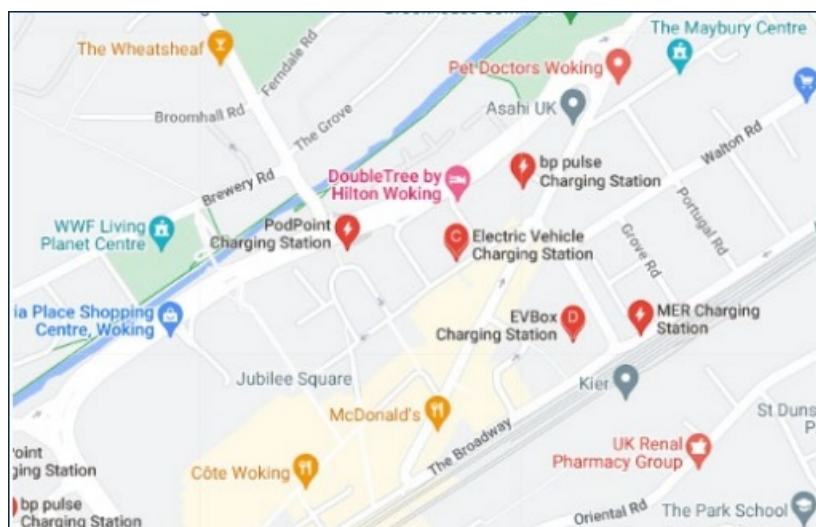 The Maybury Centre
The Wheatsheaf
Ferndale Rd
Pet Doctors Woking
Asahi UK
Broomhall Rd
The Grove
Walton Rd
bp pulse
Charging Station
DoubleTree by
Hilton Woking
Brewery Rd
Portugal Rd
WWF Living
Planet Centre
PodPoint
Charging Station
C
Electric Vehicle
Charging Station
Grove Rd
ia Place Shopping
Centre, Woking
EVBox
Charging Station
D
MER Charging
Station
Jubilee Square
Kier
McDonald's
St Duns
P
The Broadway
UK Renal
Pharmacy Group
oint
ging Station
Côte Woking
bp pulse
Charging Station
Oriental Rd
The Park School